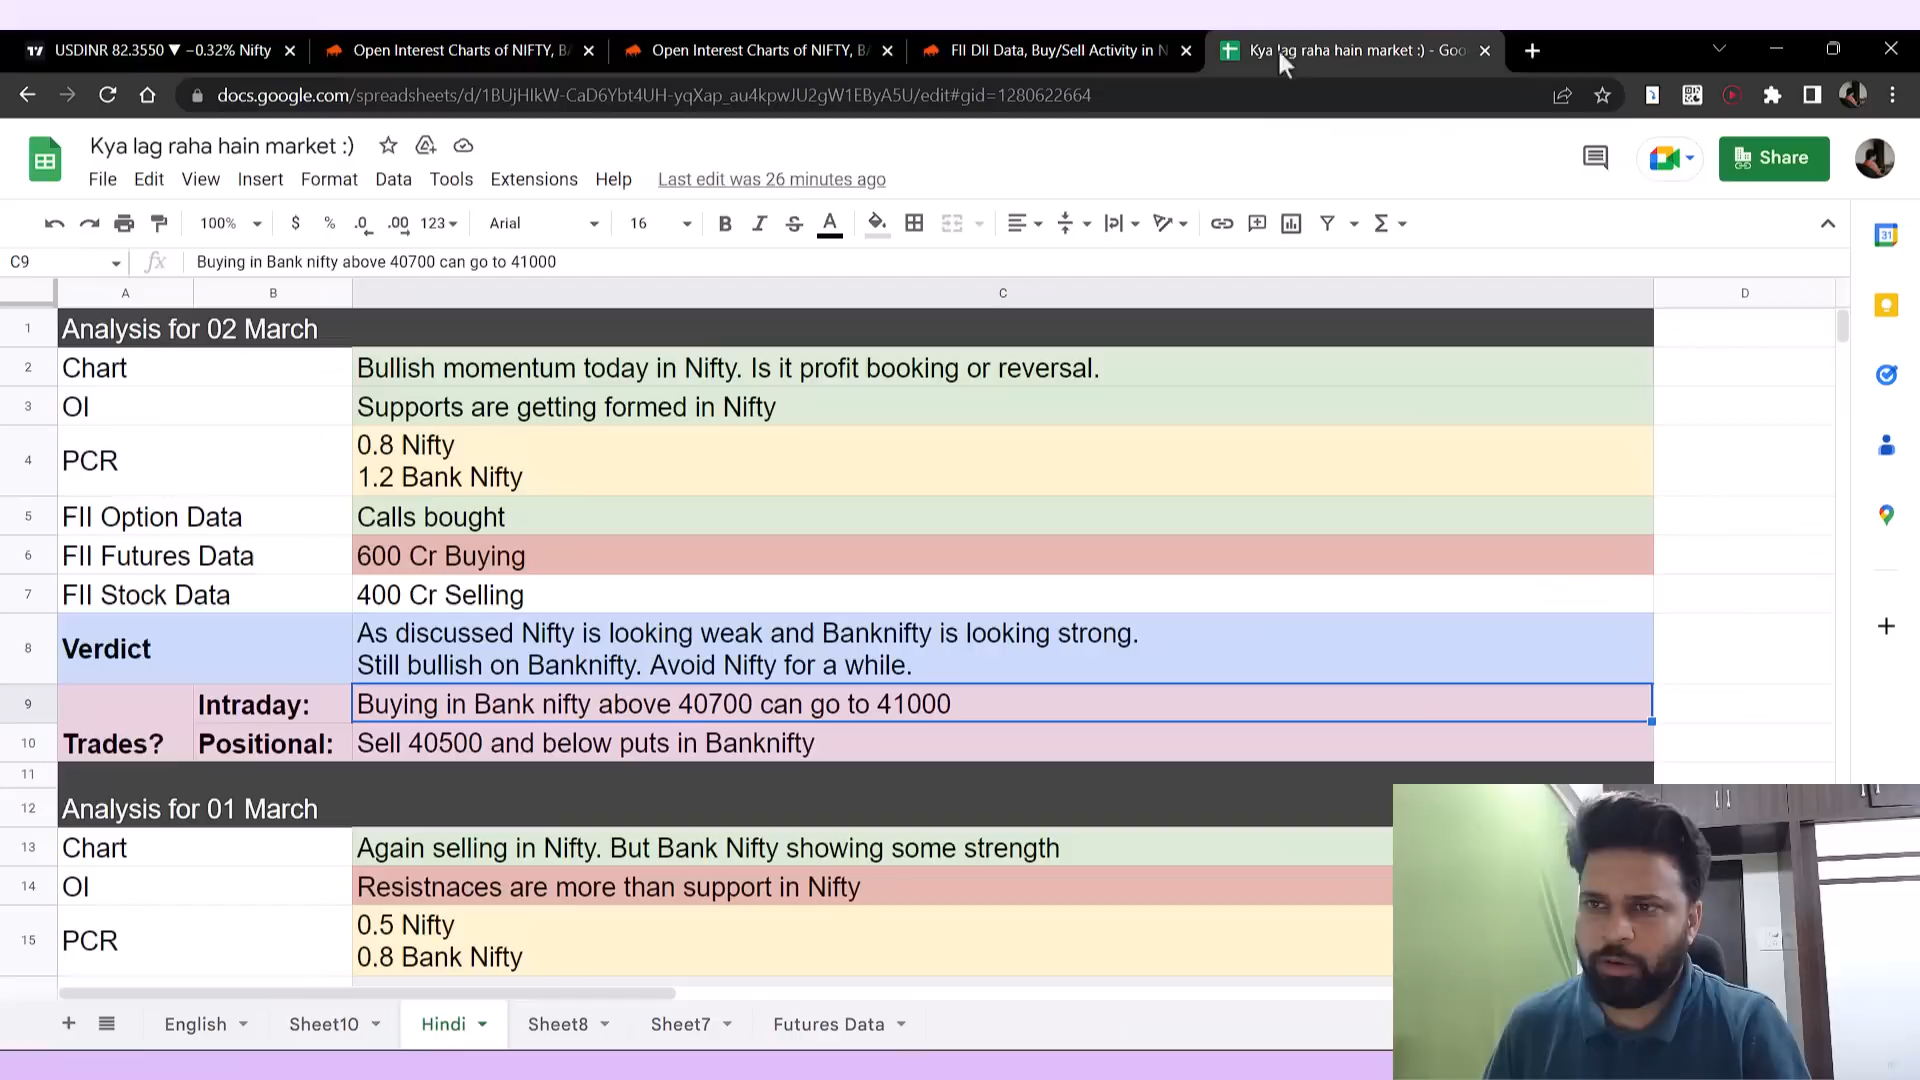 USDINR 82.3550 ▼ −0.32% Nifty
Open Interest Charts of NIFTY, B
Open Interest Charts of NIFTY, B
FII DII Data, Buy/Sell Activity in N
Kya lag raha hain market :) - Goo
docs.google.com/spreadsheets/d/1BUjHIkW-CaD6Ybt4UH-yqXap_au4kpwJU2gW1EByA5U/edit#gid=1280622664
Kya lag raha hain market :)
Share
File Edit View Insert Format Data Tools Extensions Help Last edit was 26 minutes ago
100% $ % .0 .00 123 Arial 16 B I S A
C9 fx Buying in Bank nifty above 40700 can go to 41000
A B C D
1 Analysis for 02 March
2 Chart Bullish momentum today in Nifty. Is it profit booking or reversal.
3 OI Supports are getting formed in Nifty
4 PCR 0.8 Nifty
1.2 Bank Nifty
5 FII Option Data Calls bought
6 FII Futures Data 600 Cr Buying
7 FII Stock Data 400 Cr Selling
8 Verdict As discussed Nifty is looking weak and Banknifty is looking strong.
Still bullish on Banknifty. Avoid Nifty for a while.
9 Intraday: Buying in Bank nifty above 40700 can go to 41000
10 Trades? Positional: Sell 40500 and below puts in Banknifty
11
12 Analysis for 01 March
13 Chart Again selling in Nifty. But Bank Nifty showing some strength
14 OI Resistnaces are more than support in Nifty
15 PCR 0.5 Nifty
0.8 Bank Nifty
English Sheet10 Hindi Sheet8 Sheet7 Futures Data
31